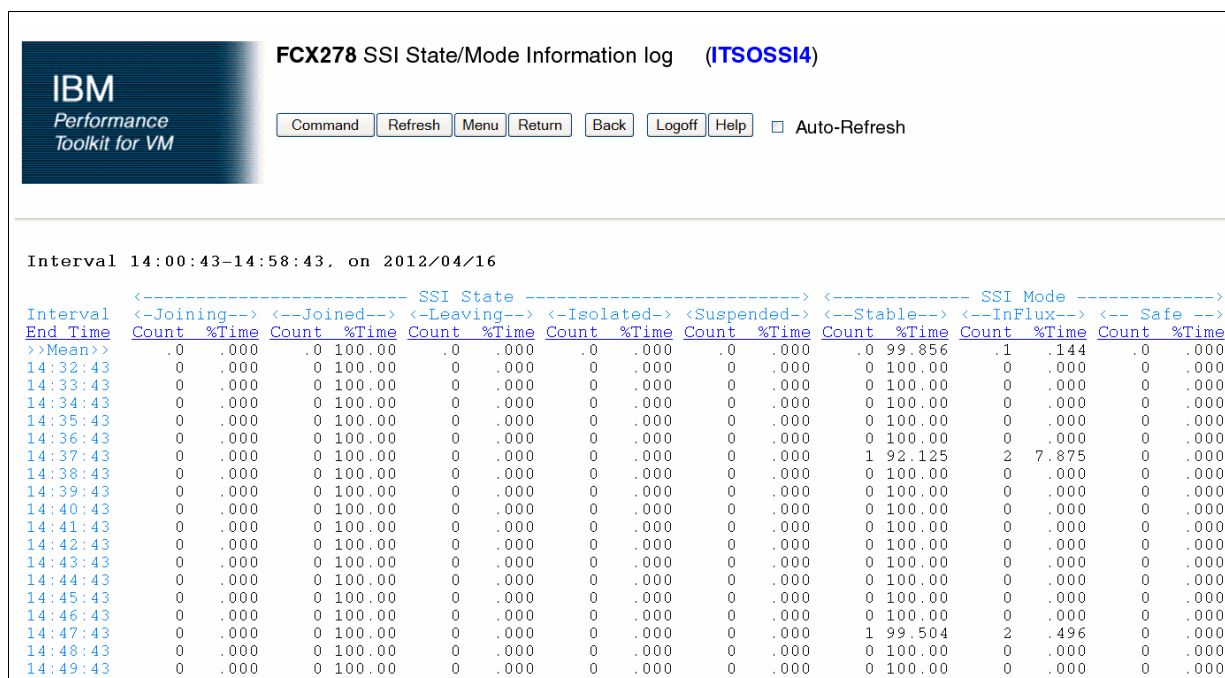 IBM
Performance
Toolkit for VM
FCX278 SSI State/Mode Information log (ITSOSSI4)
Command Refresh Menu Return Back Logoff Help Auto-Refresh
Interval 14:00:43-14:58:43, on 2012/04/16
<------------------------- SSI State --------------------------> <------------ SSI Mode ------------->
Interval <-Joining--> <--Joined--> <-Leaving--> <-Isolated-> <Suspended-> <--Stable--> <--InFlux--> <-- Safe -->
End Time Count %Time Count %Time Count %Time Count %Time Count %Time Count %Time Count %Time Count %Time
>>Mean>> .0 .000 .0 100.00 .0 .000 .0 .000 .0 .000 .0 99.856 .1 .144 .0 .000
14:32:43 0 .000 0 100.00 0 .000 0 .000 0 .000 0 100.00 0 .000 0 .000
14:33:43 0 .000 0 100.00 0 .000 0 .000 0 .000 0 100.00 0 .000 0 .000
14:34:43 0 .000 0 100.00 0 .000 0 .000 0 .000 0 100.00 0 .000 0 .000
14:35:43 0 .000 0 100.00 0 .000 0 .000 0 .000 0 100.00 0 .000 0 .000
14:36:43 0 .000 0 100.00 0 .000 0 .000 0 .000 0 100.00 0 .000 0 .000
14:37:43 0 .000 0 100.00 0 .000 0 .000 0 .000 1 92.125 2 7.875 0 .000
14:38:43 0 .000 0 100.00 0 .000 0 .000 0 .000 0 100.00 0 .000 0 .000
14:39:43 0 .000 0 100.00 0 .000 0 .000 0 .000 0 100.00 0 .000 0 .000
14:40:43 0 .000 0 100.00 0 .000 0 .000 0 .000 0 100.00 0 .000 0 .000
14:41:43 0 .000 0 100.00 0 .000 0 .000 0 .000 0 100.00 0 .000 0 .000
14:42:43 0 .000 0 100.00 0 .000 0 .000 0 .000 0 100.00 0 .000 0 .000
14:43:43 0 .000 0 100.00 0 .000 0 .000 0 .000 0 100.00 0 .000 0 .000
14:44:43 0 .000 0 100.00 0 .000 0 .000 0 .000 0 100.00 0 .000 0 .000
14:45:43 0 .000 0 100.00 0 .000 0 .000 0 .000 0 100.00 0 .000 0 .000
14:46:43 0 .000 0 100.00 0 .000 0 .000 0 .000 0 100.00 0 .000 0 .000
14:47:43 0 .000 0 100.00 0 .000 0 .000 0 .000 1 99.504 2 .496 0 .000
14:48:43 0 .000 0 100.00 0 .000 0 .000 0 .000 0 100.00 0 .000 0 .000
14:49:43 0 .000 0 100.00 0 .000 0 .000 0 .000 0 100.00 0 .000 0 .000